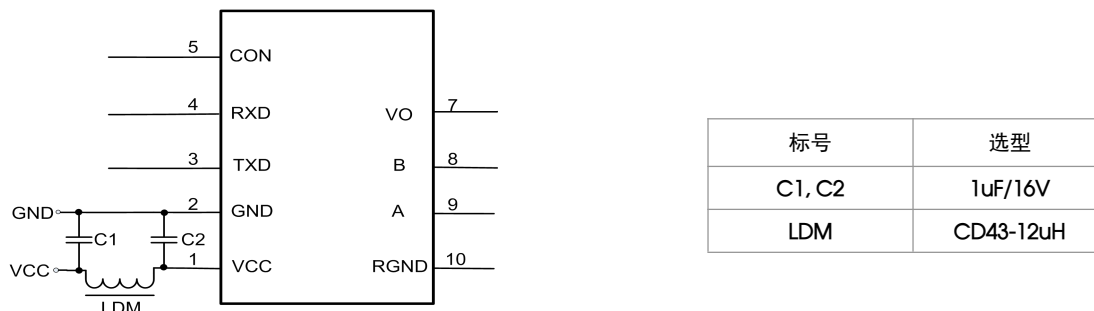 5 CON
4 RXD
VO 7
3 TXD
B 8
GND 2 GND
A 9
C1 C2
VCC 1 VCC
RGND 10
LDM
标号 选型
C1, C2 1uF/16V
LDM CD43-12uH